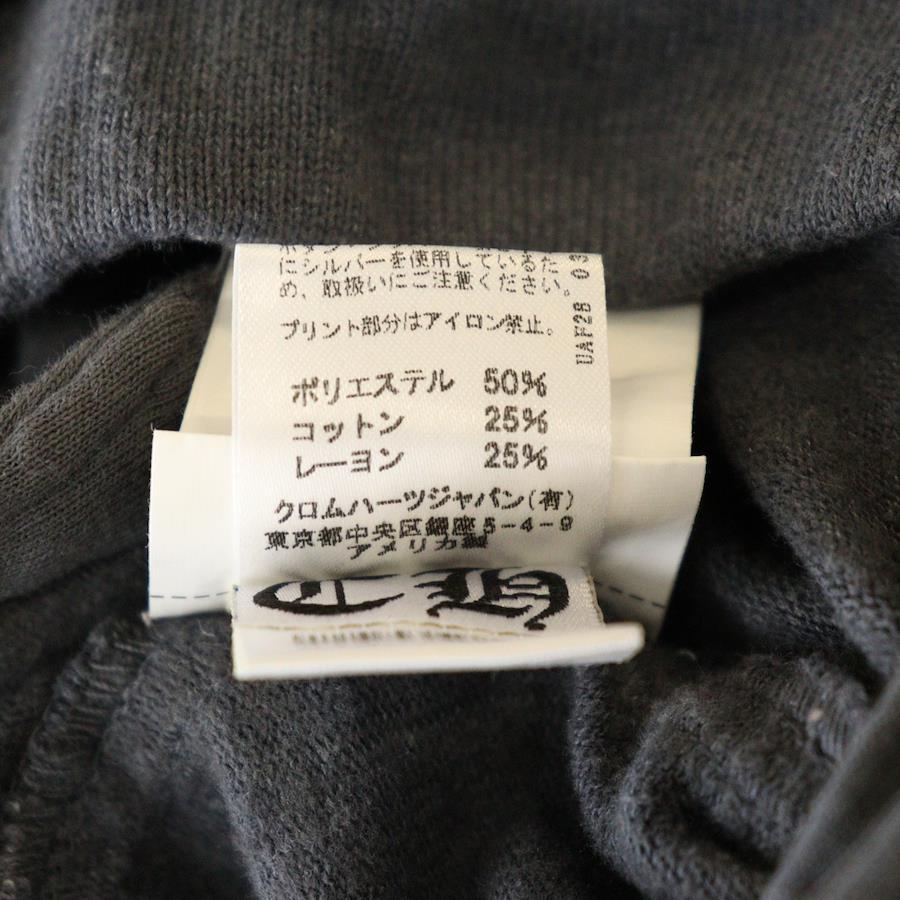 にシルバーを使用しているた
め、取扱いにご注意ください。
プリント部分はアイロン禁止。
UAF28 03
ポリエステル 50%
コットン 25%
レーヨン 25%
クロムハーツジャパン(有)
東京都中央区銀座5-4-9
アメリカ製
CH